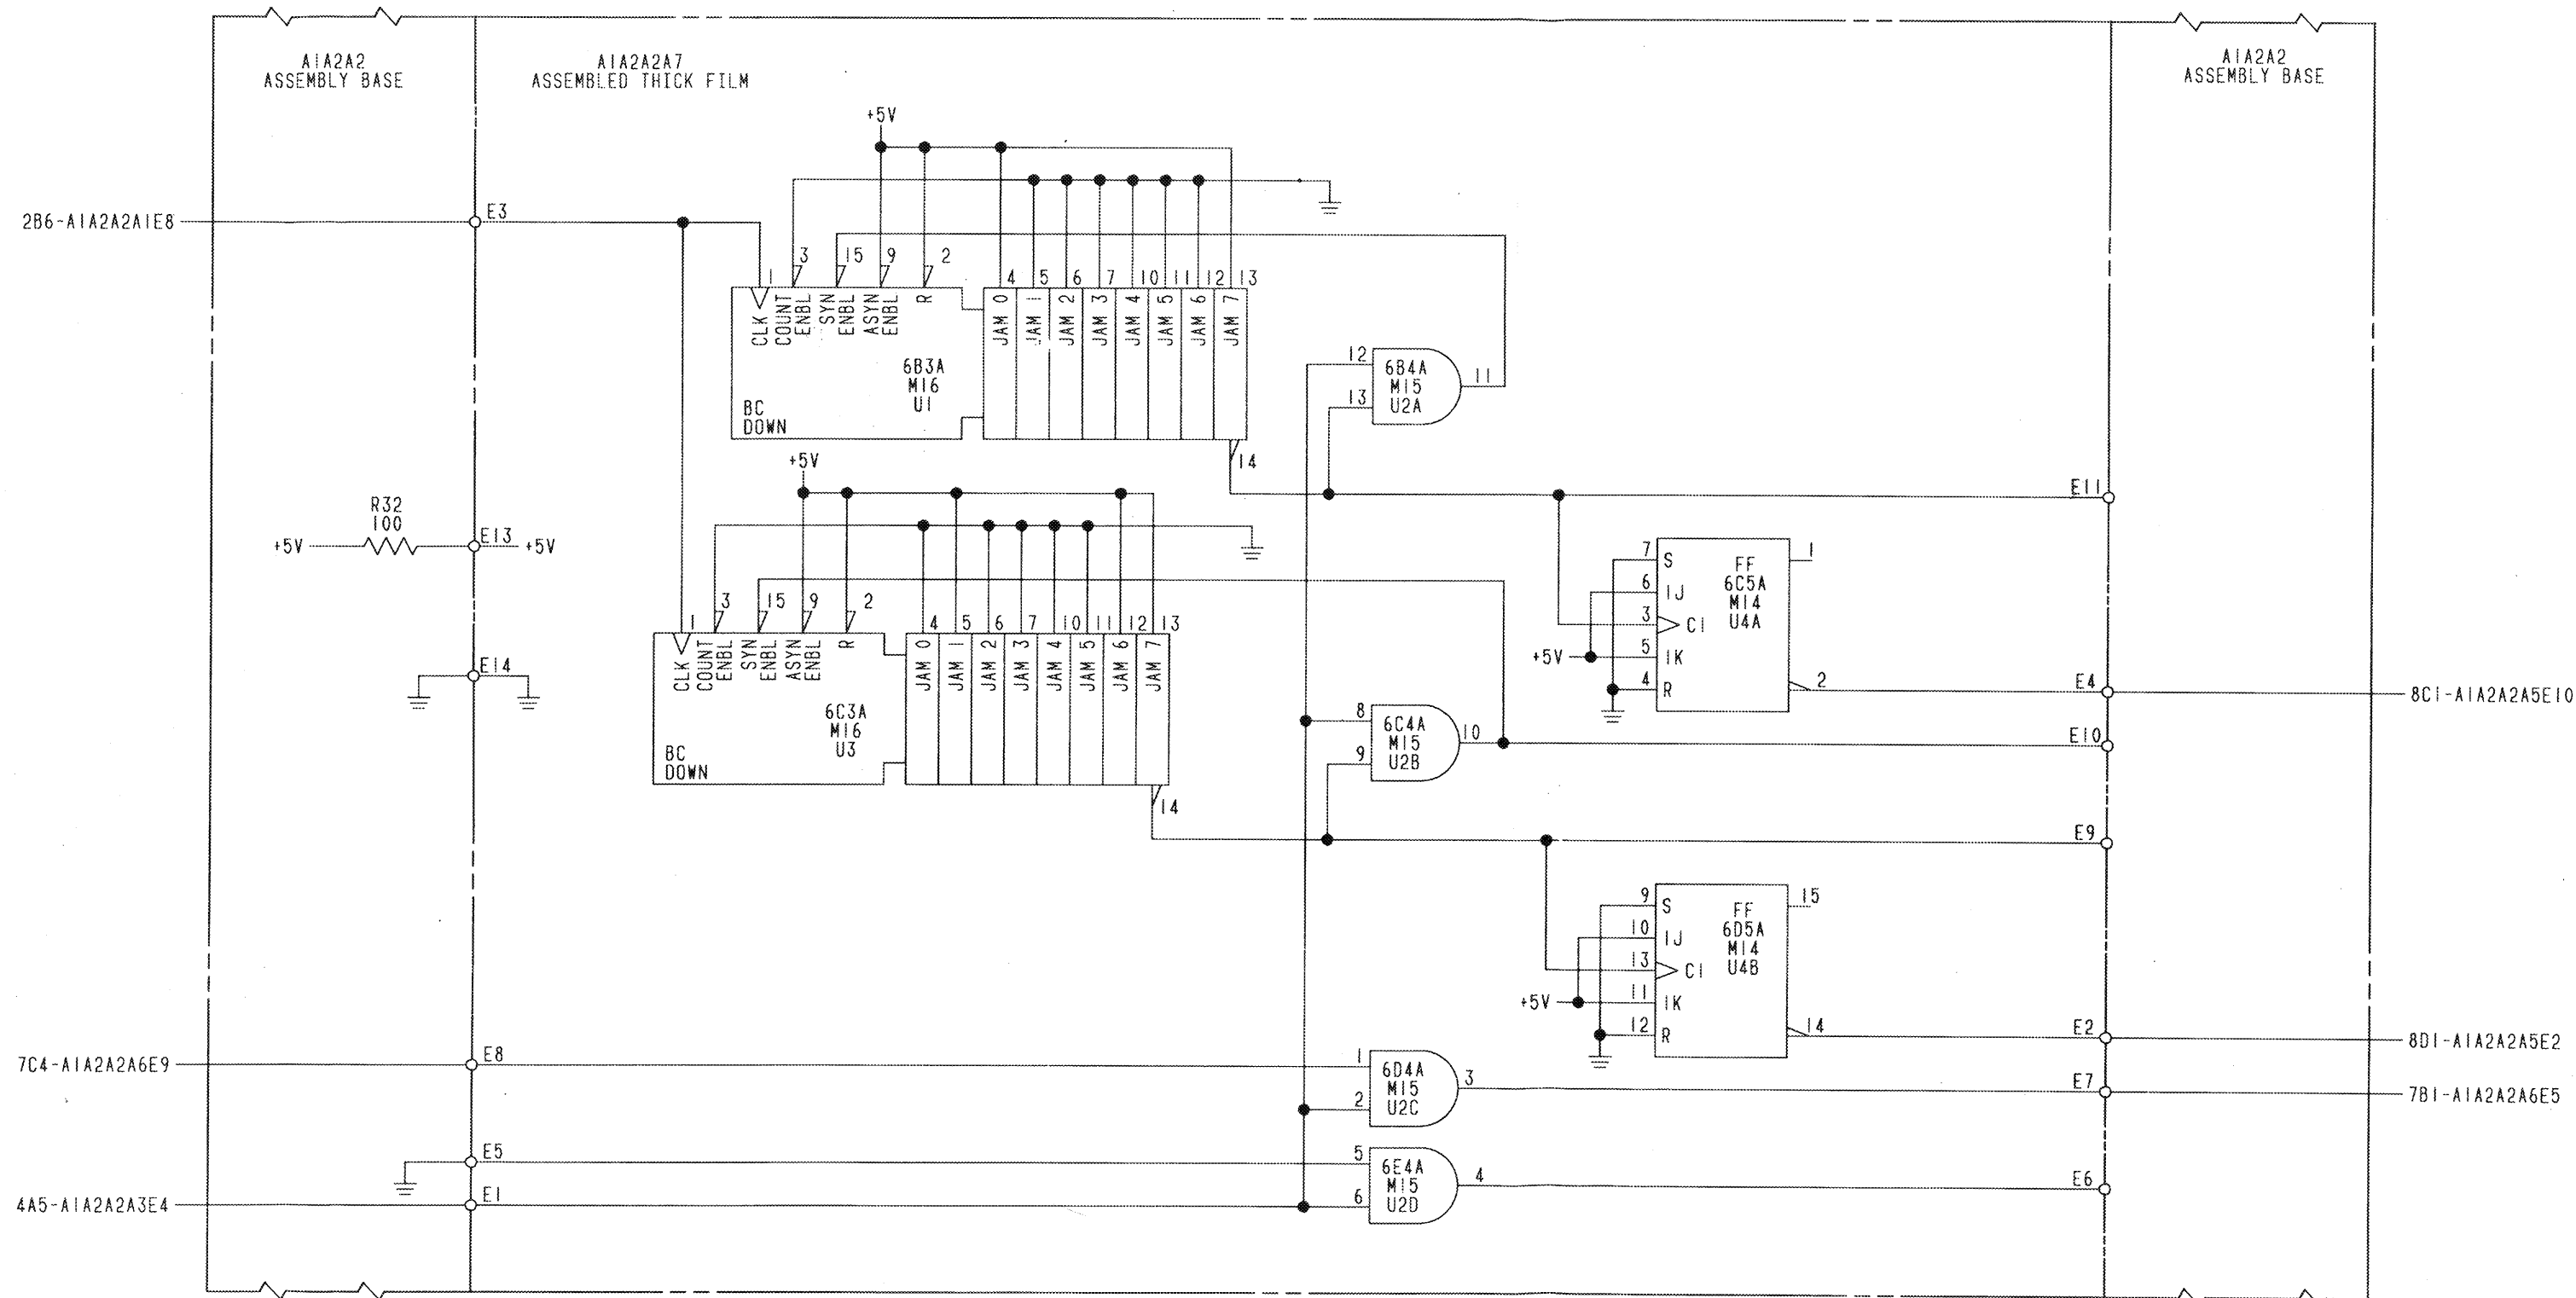 A1A2A2
ASSEMBLY BASE
A1A2A2A7
ASSEMBLED THICK FILM
A1A2A2
ASSEMBLY BASE
+5V
2B6-A1A2A2A1E8
E3
1
3
15
9
2
4
5
6
7
10
11
12
13
CLK
COUNT
ENBL
SYN
ENBL
ASYN
ENBL
R
JAM 0
JAM 1
JAM 2
JAM 3
JAM 4
JAM 5
JAM 6
JAM 7
6B3A
M16
U1
BC
DOWN
14
12
13
6B4A
M15
U2A
11
E11
+5V
R32
100
+5V
E13
+5V
E14
1
3
15
9
2
4
5
6
7
10
11
12
13
CLK
COUNT
ENBL
SYN
ENBL
ASYN
ENBL
R
JAM 0
JAM 1
JAM 2
JAM 3
JAM 4
JAM 5
JAM 6
JAM 7
6C3A
M16
U3
BC
DOWN
14
7
6
3
5
4
S
1J
C1
1K
R
FF
6C5A
M14
U4A
1
2
+5V
E4
8C1-A1A2A2A5E10
8
9
6C4A
M15
U2B
10
E10
E9
9
10
13
11
12
S
1J
C1
1K
R
FF
6D5A
M14
U4B
15
14
+5V
E2
8D1-A1A2A2A5E2
7C4-A1A2A2A6E9
E8
1
2
6D4A
M15
U2C
3
E7
7B1-A1A2A2A6E5
E5
5
6
6E4A
M15
U2D
4
E6
4A5-A1A2A2A3E4
E1